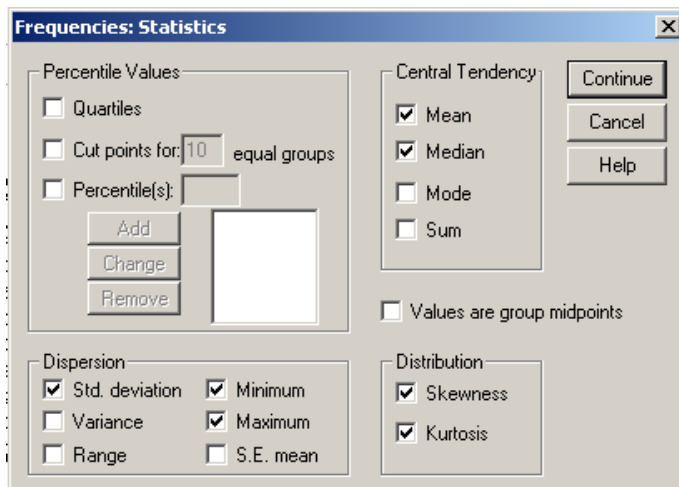 Frequencies: Statistics
Percentile Values
Quartiles
Cut points for: 10 equal groups
Percentile(s):
Add
Change
Remove
Central Tendency
Mean
Median
Mode
Sum
Continue
Cancel
Help
Values are group midpoints
Dispersion
Std. deviation Minimum
Variance Maximum
Range S.E. mean
Distribution
Skewness
Kurtosis